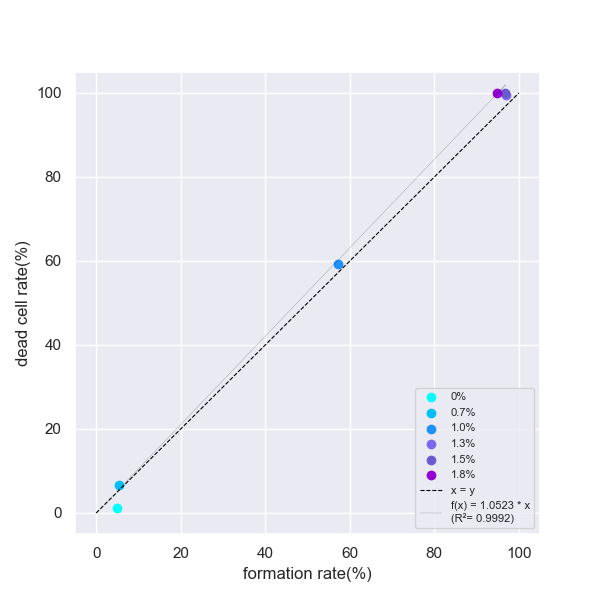 100
80
60
40
20
0
dead cell rate(%)
0%
0.7%
1.0%
1.3%
1.5%
1.8%
x = y
f(x) = 1.0523 * x
(R²= 0.9992)
0 20 40 60 80 100
formation rate(%)